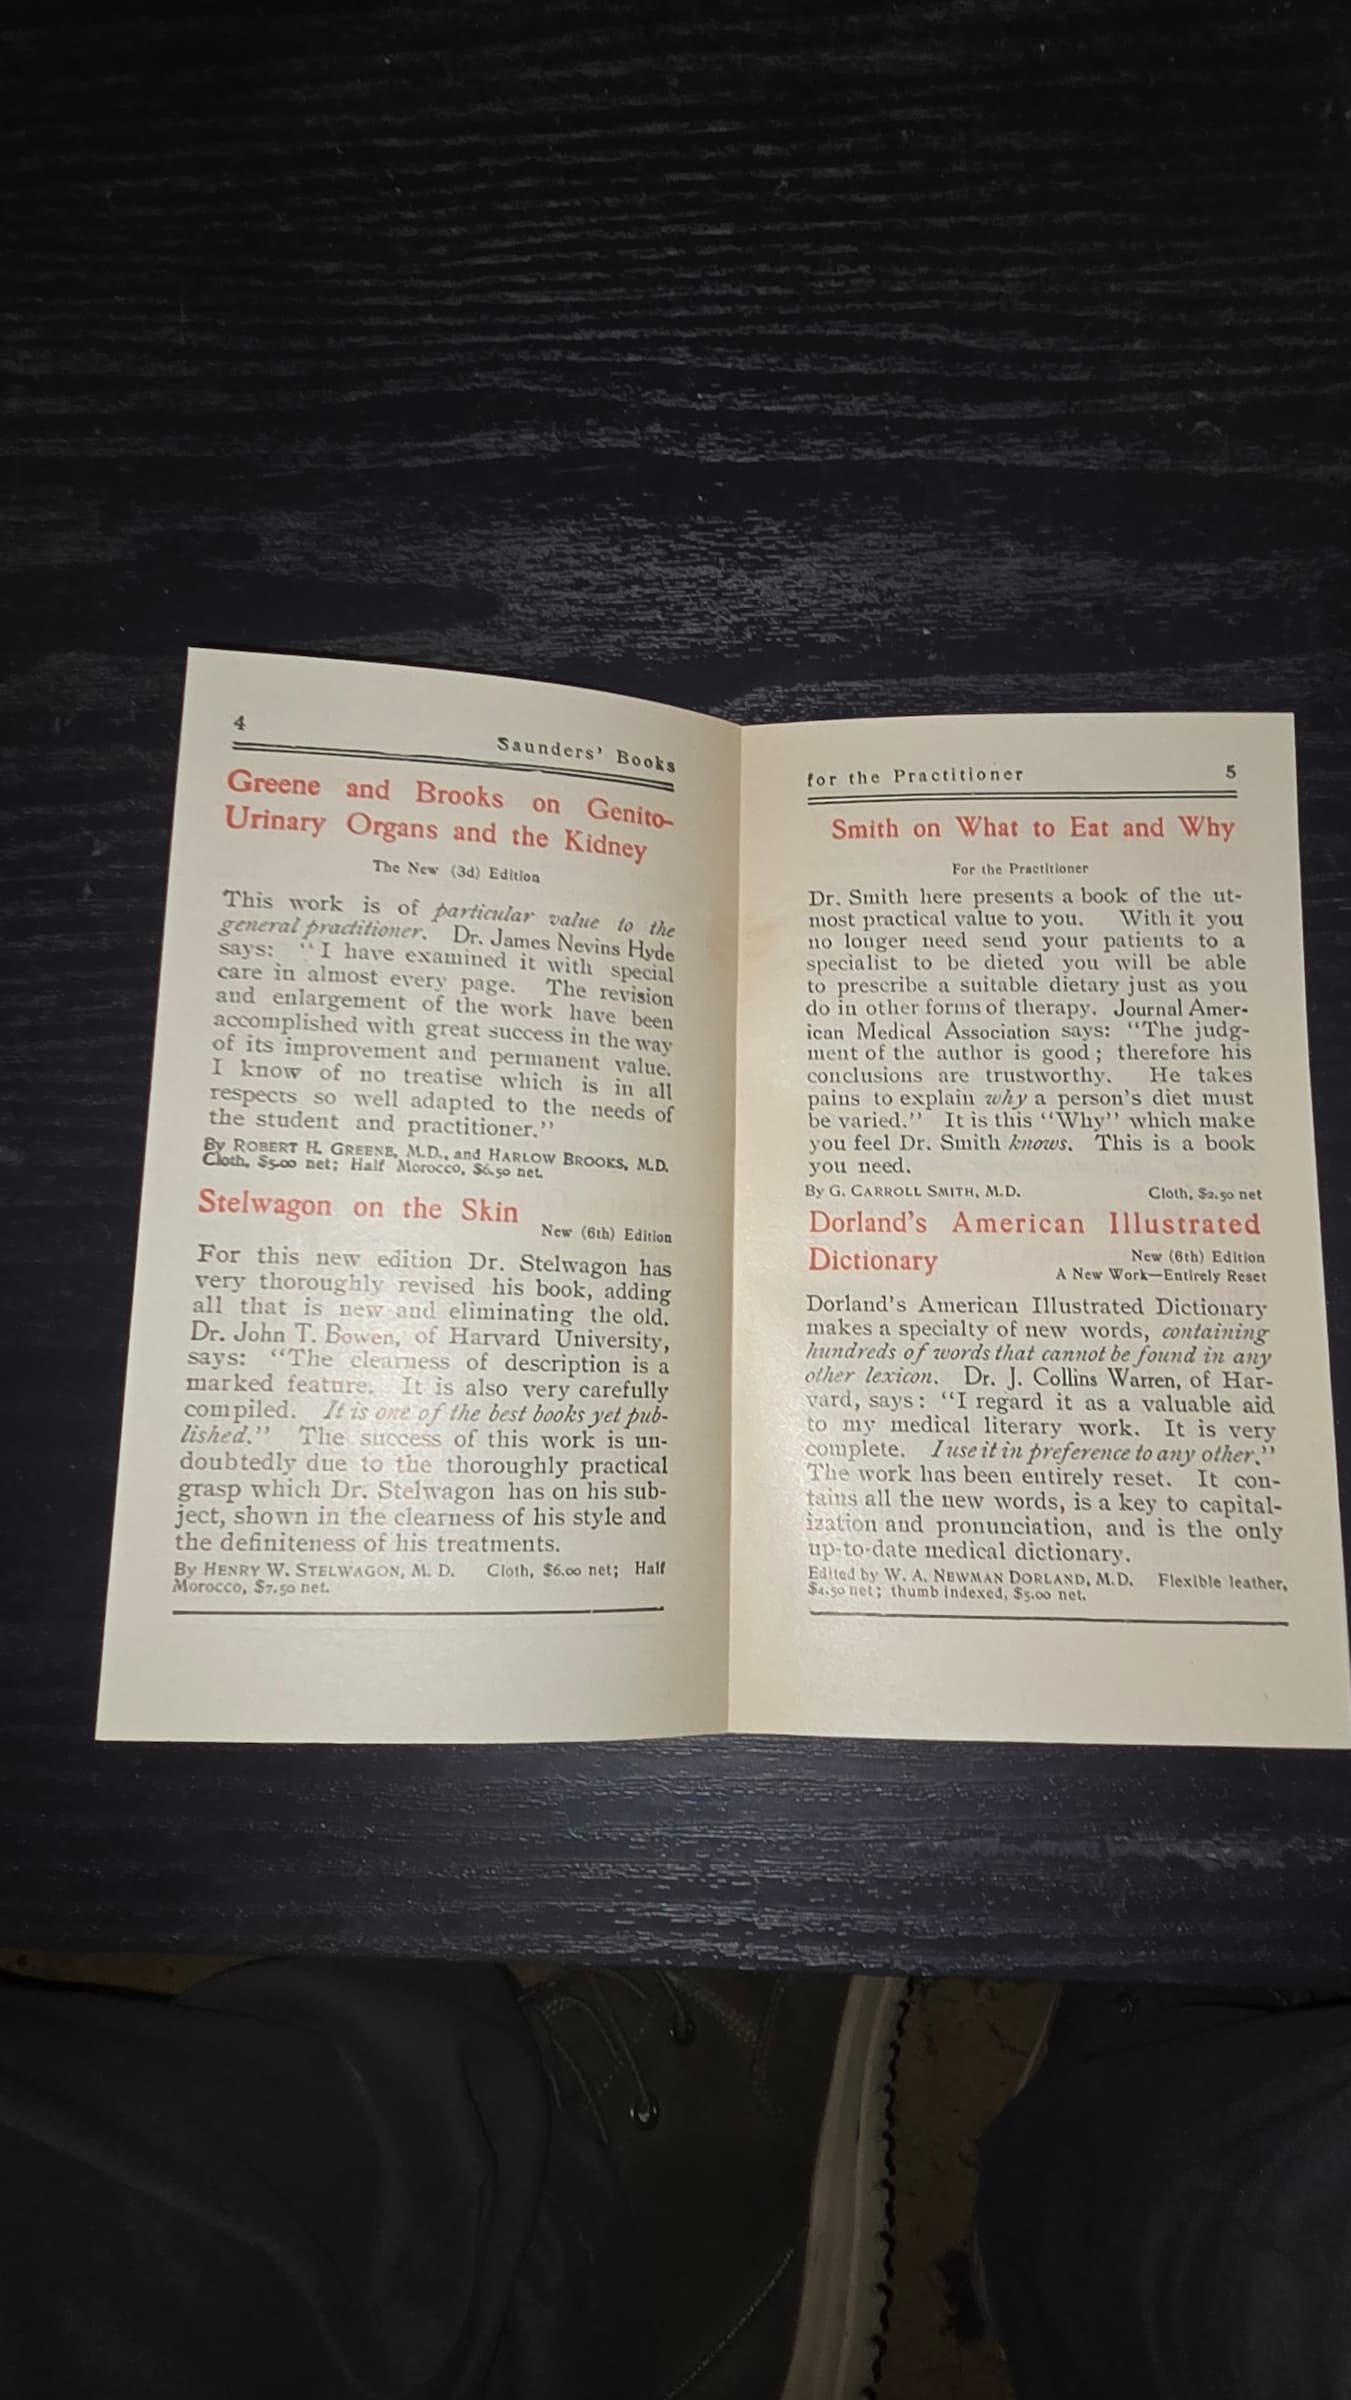 4
Saunders' Books
Greene and Brooks on Genito-
Urinary Organs and the Kidney
The New (3d) Edition
This work is of particular value to the
general practitioner. Dr. James Nevins Hyde
says: "I have examined it with special
care in almost every page. The revision
and enlargement of the work have been
accomplished with great success in the way
of its improvement and permanent value.
I know of no treatise which is in all
respects so well adapted to the needs of
the student and practitioner."
By ROBERT H. GREENE, M.D., and HARLOW BROOKS, M.D.
Cloth, $5.00 net; Half Morocco, $6.50 net.
Stelwagon on the Skin
New (6th) Edition
For this new edition Dr. Stelwagon has
very thoroughly revised his book, adding
all that is new and eliminating the old.
Dr. John T. Bowen, of Harvard University,
says: "The clearness of description is a
marked feature. It is also very carefully
compiled. It is one of the best books yet pub-
lished." The success of this work is un-
doubtedly due to the thoroughly practical
grasp which Dr. Stelwagon has on his sub-
ject, shown in the clearness of his style and
the definiteness of his treatments.
By HENRY W. STELWAGON, M. D. Cloth, $6.00 net; Half
Morocco, $7.50 net.
for the Practitioner 5
Smith on What to Eat and Why
For the Practitioner
Dr. Smith here presents a book of the ut-
most practical value to you. With it you
no longer need send your patients to a
specialist to be dieted you will be able
to prescribe a suitable dietary just as you
do in other forms of therapy. Journal Amer-
ican Medical Association says: "The judg-
ment of the author is good; therefore his
conclusions are trustworthy. He takes
pains to explain why a person's diet must
be varied." It is this "Why" which make
you feel Dr. Smith knows. This is a book
you need.
By G. CARROLL SMITH, M.D. Cloth, $2.50 net
Dorland's American Illustrated
Dictionary
New (6th) Edition
A New Work—Entirely Reset
Dorland's American Illustrated Dictionary
makes a specialty of new words, containing
hundreds of words that cannot be found in any
other lexicon. Dr. J. Collins Warren, of Har-
vard, says: "I regard it as a valuable aid
to my medical literary work. It is very
complete. I use it in preference to any other."
The work has been entirely reset. It con-
tains all the new words, is a key to capital-
ization and pronunciation, and is the only
up-to-date medical dictionary.
Edited by W. A. NEWMAN DORLAND, M.D. Flexible leather,
$4.50 net; thumb indexed, $5.00 net.